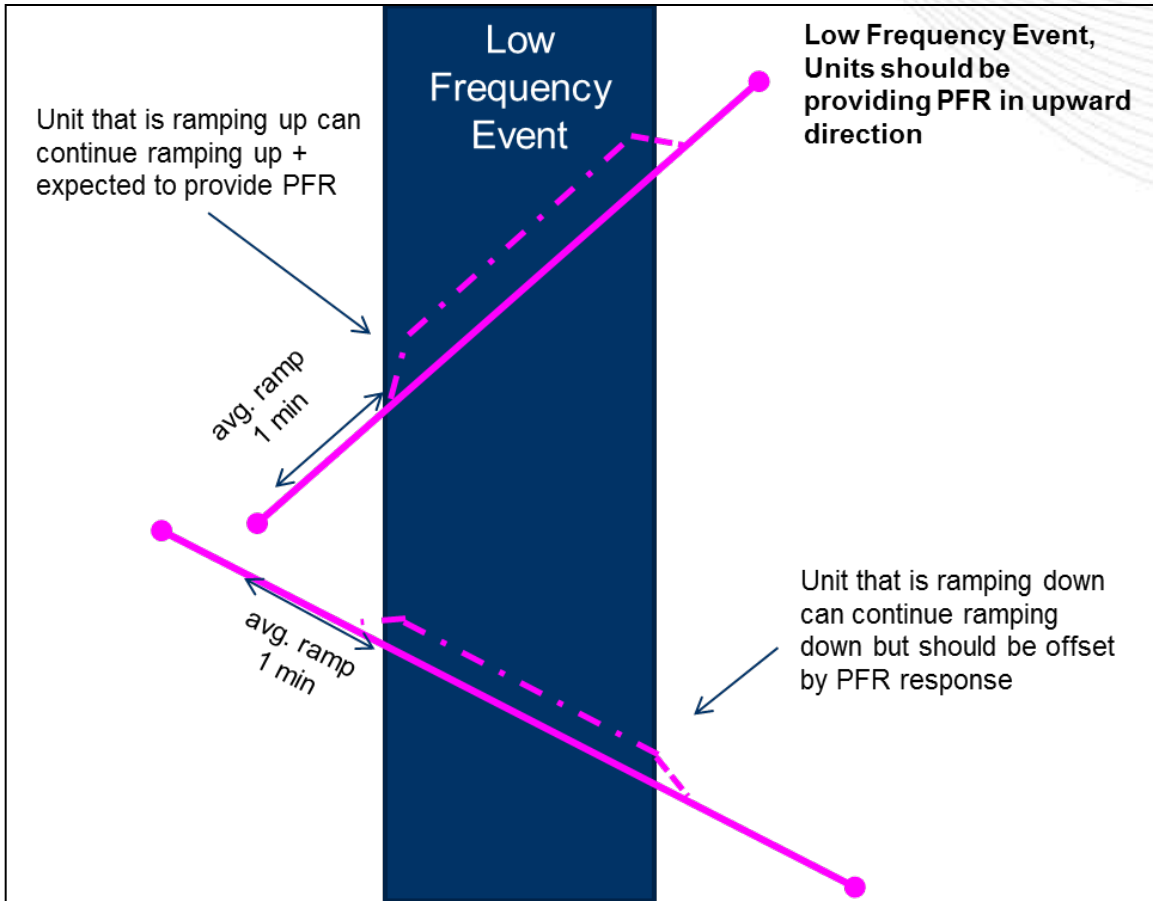 Low
Frequency
Event
Low Frequency Event,
Units should be
providing PFR in upward
direction
Unit that is ramping up can
continue ramping up +
expected to provide PFR
avg. ramp
1 min
avg. ramp
1 min
Unit that is ramping down
can continue ramping
down but should be offset
by PFR response